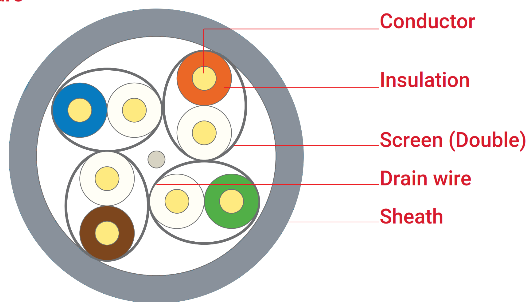 Conductor
Insulation
Screen (Double)
Drain wire
Sheath